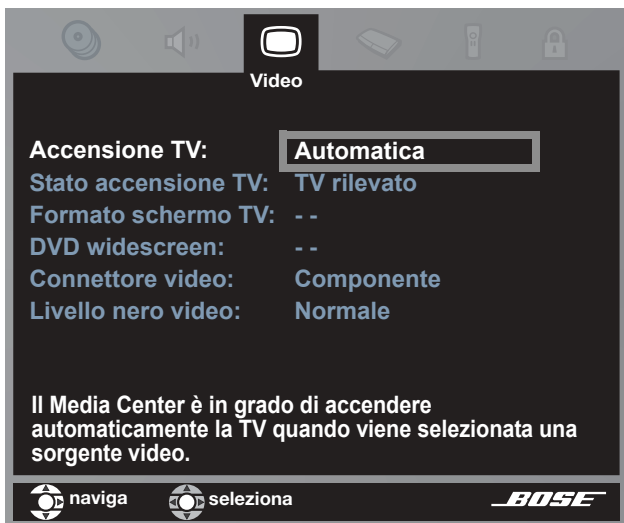 Video
Accensione TV: Automatica
Stato accensione TV: TV rilevato
Formato schermo TV: - -
DVD widescreen: - -
Connettore video: Componente
Livello nero video: Normale
Il Media Center è in grado di accendere
automaticamente la TV quando viene selezionata una
sorgente video.
naviga seleziona BOSE